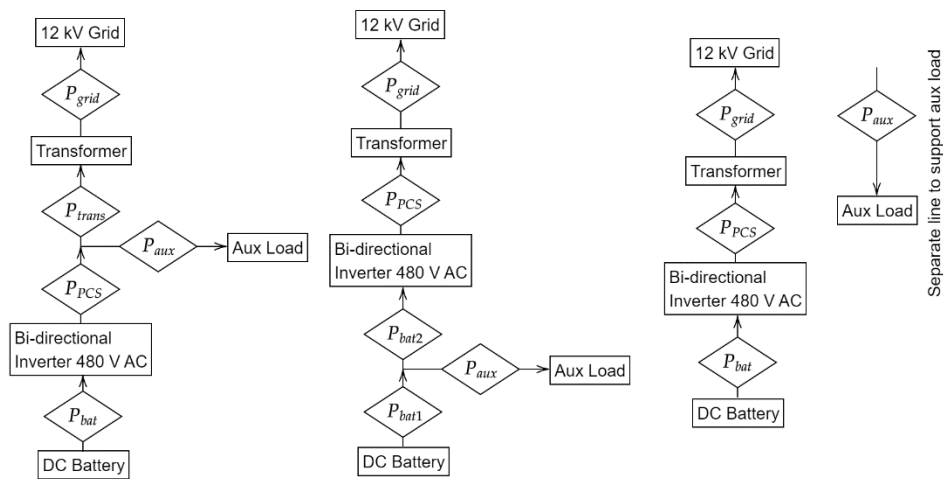 12 kV Grid
P_grid
Transformer
P_trans
P_aux
Aux Load
P_PCS
Bi-directional
Inverter 480 V AC
P_bat
DC Battery
12 kV Grid
P_grid
Transformer
P_PCS
Bi-directional
Inverter 480 V AC
P_bat2
P_aux
Aux Load
P_bat1
DC Battery
12 kV Grid
P_grid
Transformer
P_PCS
Bi-directional
Inverter 480 V AC
P_bat
DC Battery
P_aux
Aux Load
Separate line to support aux load